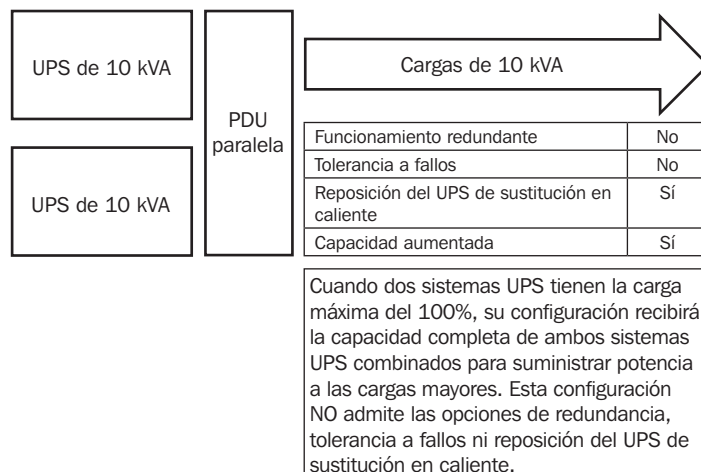 UPS de 10 kVA
UPS de 10 kVA
PDU
paralela
Cargas de 10 kVA
Funcionamiento redundante No
Tolerancia a fallos No
Reposición del UPS de sustitución en Sí
caliente
Capacidad aumentada Sí
Cuando dos sistemas UPS tienen la carga
máxima del 100%, su configuración recibirá
la capacidad completa de ambos sistemas
UPS combinados para suministrar potencia
a las cargas mayores. Esta configuración
NO admite las opciones de redundancia,
tolerancia a fallos ni reposición del UPS de
sustitución en caliente.